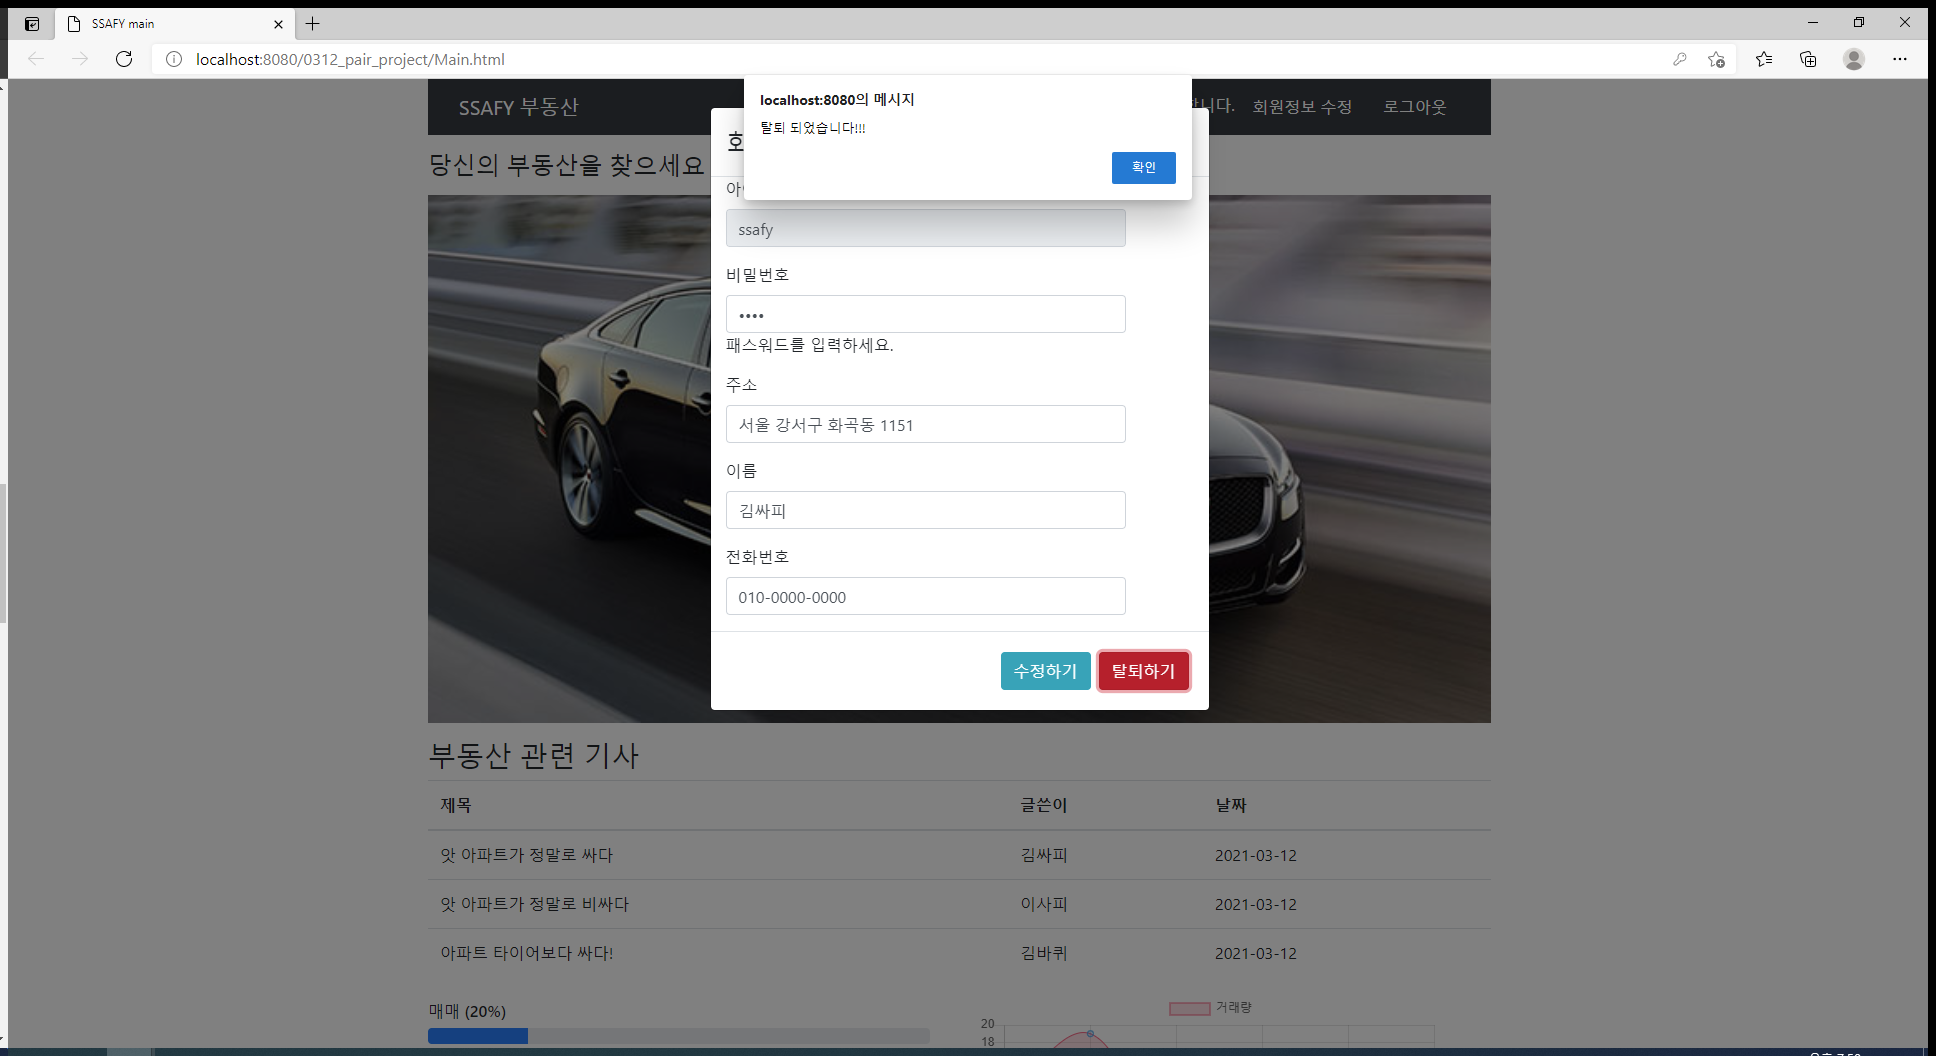 SSAFY main
localhost:8080/0312_pair_project/Main.html
SSAFY 부동산
합니다.
회원정보 수정
로그아웃
localhost:8080의 메시지
탈퇴 되었습니다!!!
확인
당신의 부동산을 찾으세요
ssafy
비밀번호
••••
패스워드를 입력하세요.
주소
서울 강서구 화곡동 1151
이름
김싸피
전화번호
010-0000-0000
수정하기 탈퇴하기
부동산 관련 기사
제목 글쓴이 날짜
앗 아파트가 정말로 싸다 김싸피 2021-03-12
앗 아파트가 정말로 비싸다 이사피 2021-03-12
아파트 타이어보다 싸다! 김바퀴 2021-03-12
매매 (20%)
거래량
20
18